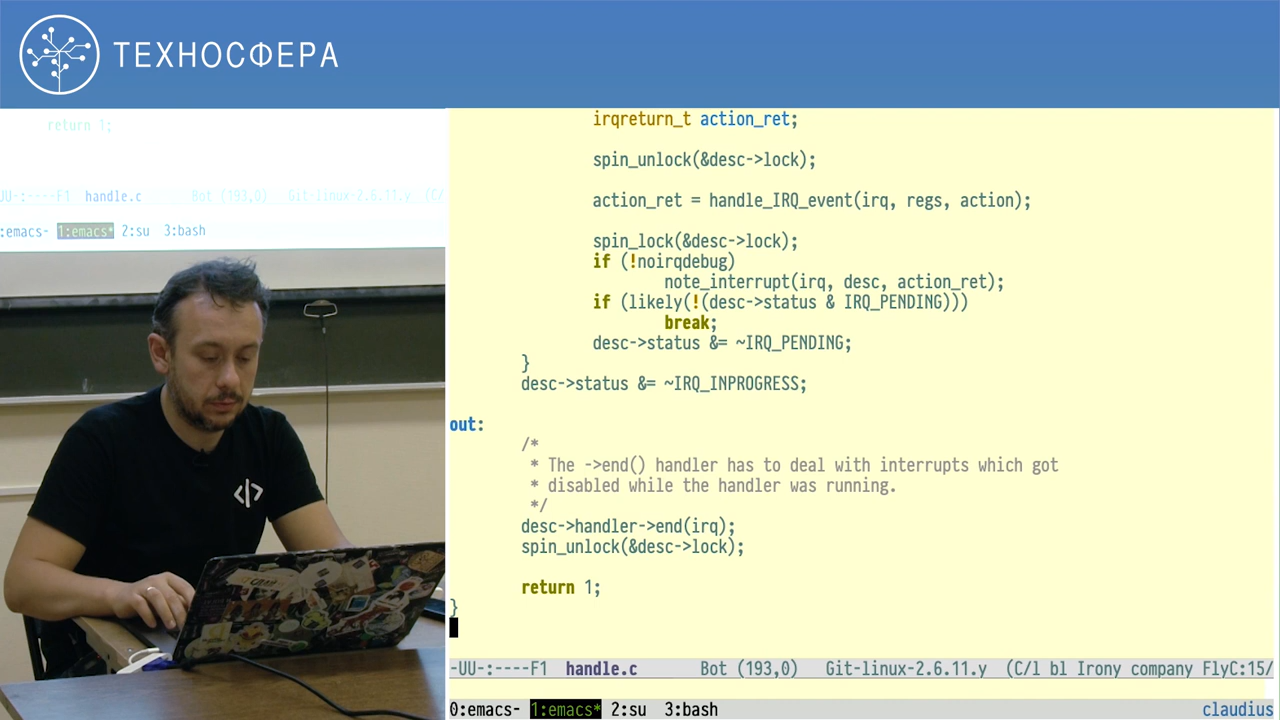 ТЕХНОСФЕРА
return 1;
-UU-:----F1 handle.c Bot (193,0) Git-linux-2.6.11.y (C/
:emacs- 1:emacs* 2:su 3:bash
irqreturn_t action_ret;
spin_unlock(&desc->lock);
action_ret = handle_IRQ_event(irq, regs, action);
spin_lock(&desc->lock);
if (!noirqdebug)
note_interrupt(irq, desc, action_ret);
if (likely(!(desc->status & IRQ_PENDING)))
break;
desc->status &= ~IRQ_PENDING;
}
desc->status &= ~IRQ_INPROGRESS;
out:
/*
* The ->end() handler has to deal with interrupts which got
* disabled while the handler was running.
*/
desc->handler->end(irq);
spin_unlock(&desc->lock);
return 1;
}
-UU-:----F1 handle.c Bot (193,0) Git-linux-2.6.11.y (C/l bl Irony company FlyC:15/
0:emacs- 1:emacs* 2:su 3:bash claudius